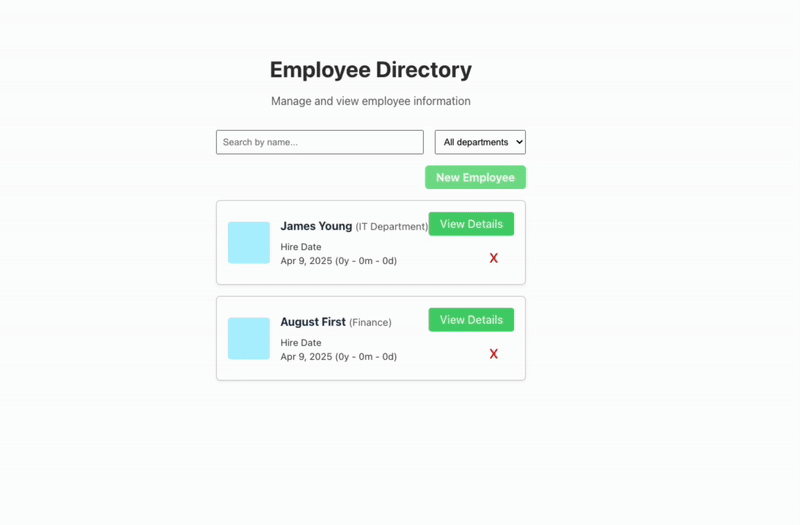 Employee Directory
Manage and view employee information
Search by name...
All departments
New Employee
James Young (IT Department)
View Details
Hire Date
Apr 9, 2025 (0y - 0m - 0d)
X
August First (Finance)
View Details
Hire Date
Apr 9, 2025 (0y - 0m - 0d)
X